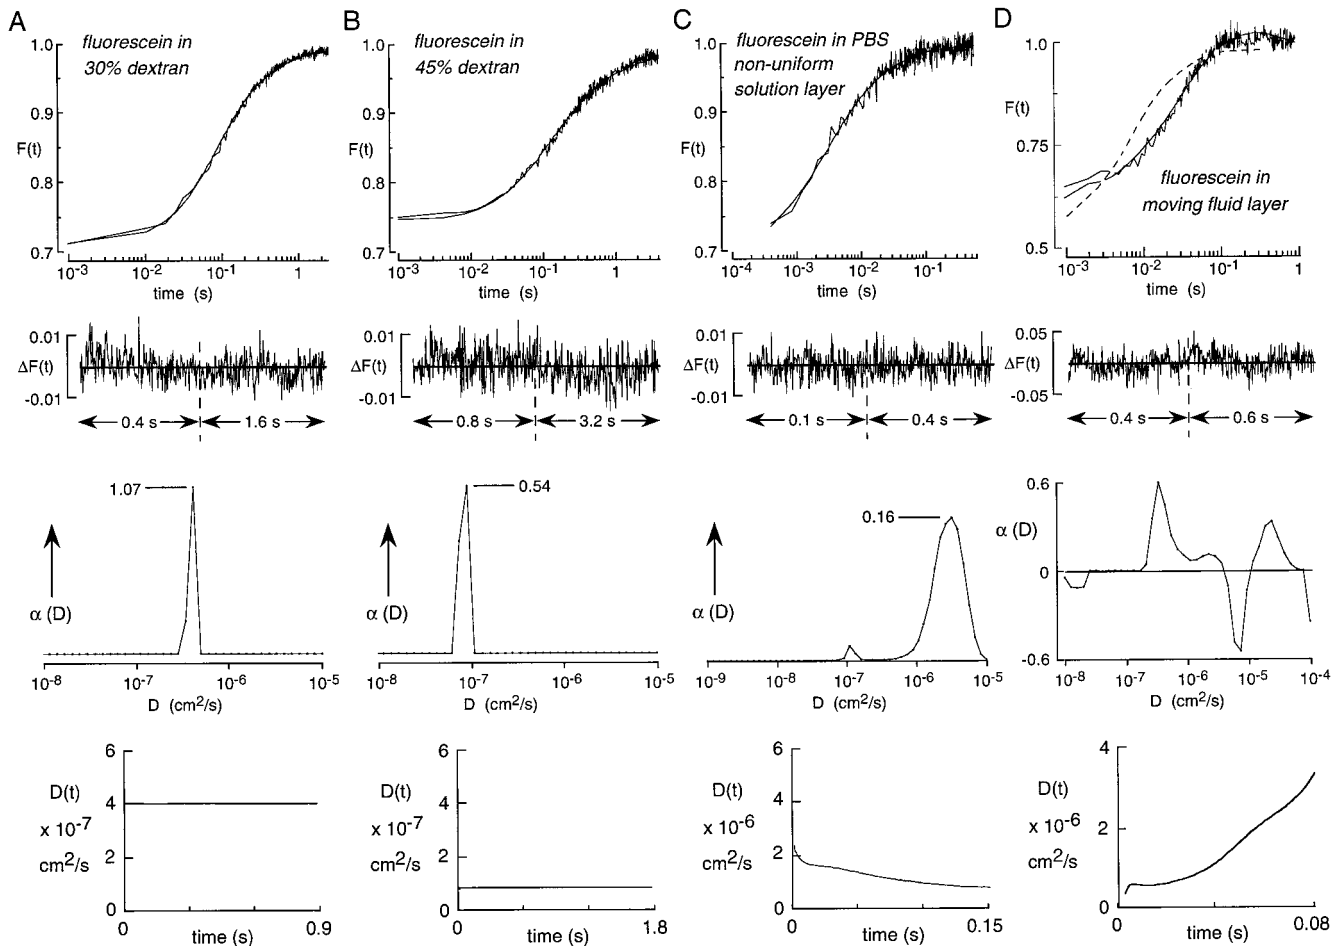 A
fluorescein in
30% dextran
1.0
0.9
F(t)
0.8
0.7
10-3
10-2
10-1
1
time (s)
0.01
ΔF(t)
-0.01
0.4 s
1.6 s
1.07
α (D)
10-8
10-7
10-6
10-5
D (cm2/s)
6
D(t)
4
x 10-7
2
cm2/s
0
0
time (s)
0.9
B
fluorescein in
45% dextran
1.0
0.9
F(t)
0.8
0.7
10-3
10-2
10-1
1
time (s)
0.01
ΔF(t)
-0.01
0.8 s
3.2 s
0.54
α (D)
10-8
10-7
10-6
10-5
D (cm2/s)
6
D(t)
4
x 10-7
2
cm2/s
0
0
time (s)
1.8
C
fluorescein in PBS
non-uniform
solution layer
1.0
0.9
F(t)
0.8
0.7
10-4
10-3
10-2
10-1
time (s)
0.01
ΔF(t)
-0.01
0.1 s
0.4 s
0.16
α (D)
10-9
10-8
10-7
10-6
10-5
D (cm2/s)
6
D(t)
4
x 10-6
2
cm2/s
0
0
time (s)
0.15
D
1.0
F(t)
0.75
fluorescein in
moving fluid layer
0.5
10-3
10-2
10-1
1
time (s)
0.05
ΔF(t)
-0.05
0.4 s
0.6 s
0.6
α (D)
0
-0.6
10-8
10-7
10-6
10-5
10-4
D (cm2/s)
4
D(t)
x 10-6
2
cm2/s
0
0
time (s)
0.08